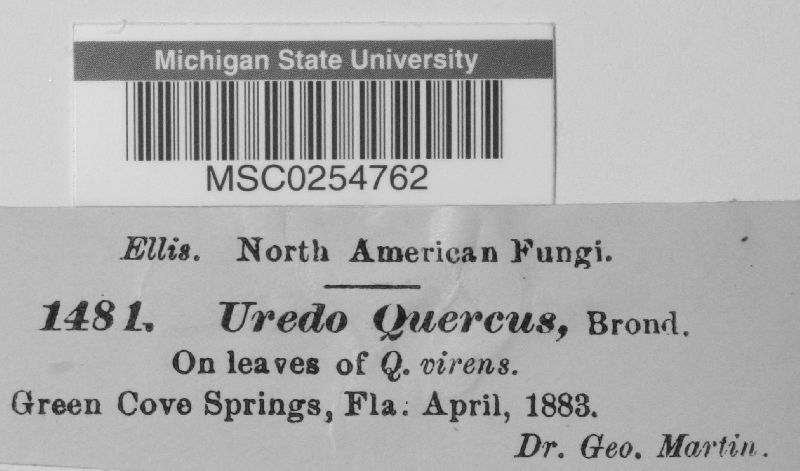 Michigan State University
MSC0254762
Ellis. North American Fungi.
1481. Uredo Quercus, Brond.
On leaves of Q. virens.
Green Cove Springs, Fla. April, 1883.
Dr. Geo. Martin.